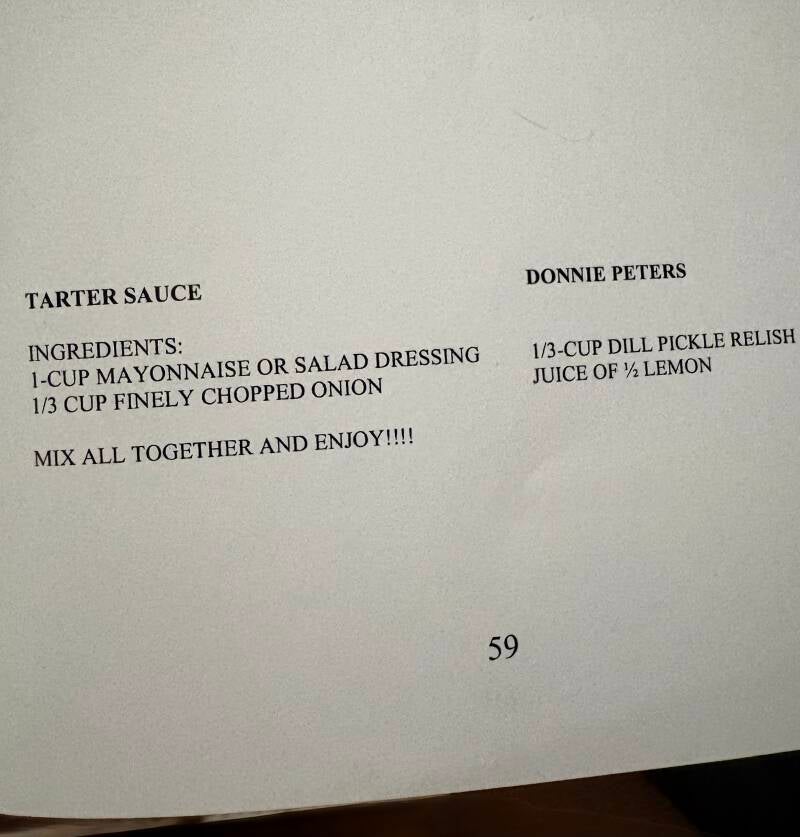 TARTER SAUCE DONNIE PETERS
INGREDIENTS:
1-CUP MAYONNAISE OR SALAD DRESSING 1/3-CUP DILL PICKLE RELISH
1/3 CUP FINELY CHOPPED ONION JUICE OF ½ LEMON
MIX ALL TOGETHER AND ENJOY!!!!
59